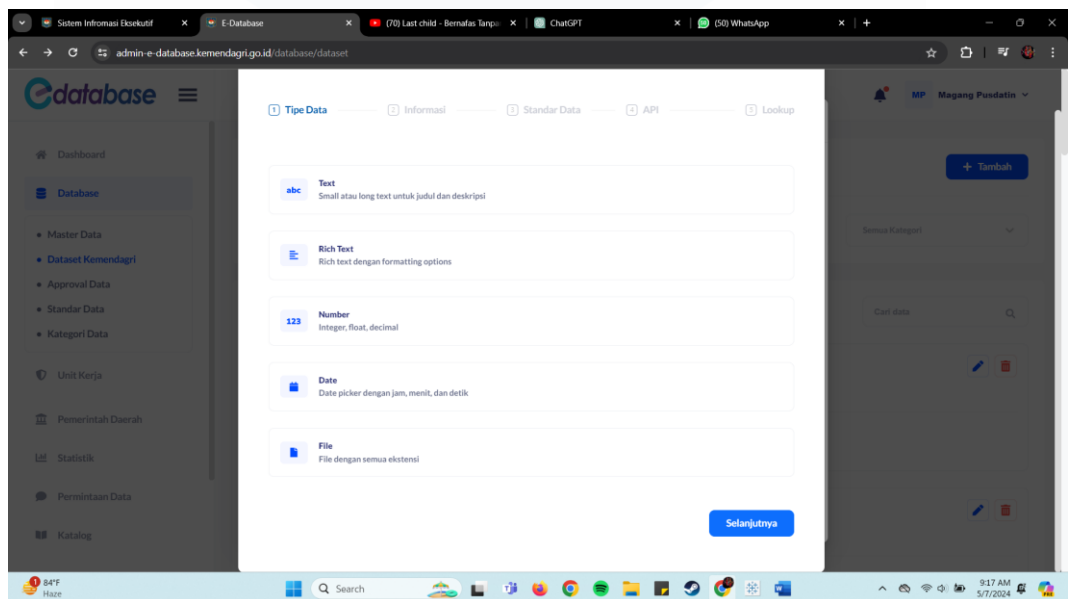 Sistem Infromasi Eksekutif
E-Database
(70) Last child - Bernafas Tanpa
ChatGPT
(50) WhatsApp
admin-e-database.kemendagri.go.id/database/dataset
edatabase
MP Magang Pusdatin
1 Tipe Data
2 Informasi
3 Standar Data
4 API
5 Lookup
Dashboard
Database
Master Data
Dataset Kemendagri
Approval Data
Standar Data
Kategori Data
Unit Kerja
Pemerintah Daerah
Statistik
Permintaan Data
Katalog
abc
Text
Small atau long text untuk judul dan deskripsi
Rich Text
Rich text dengan formatting options
123
Number
Integer, float, decimal
Date
Date picker dengan jam, menit, dan detik
File
File dengan semua ekstensi
Selanjutnya
+ Tambah
Semua Kategori
Cari data
1
84°F
Haze
Search
9:17 AM
5/7/2024